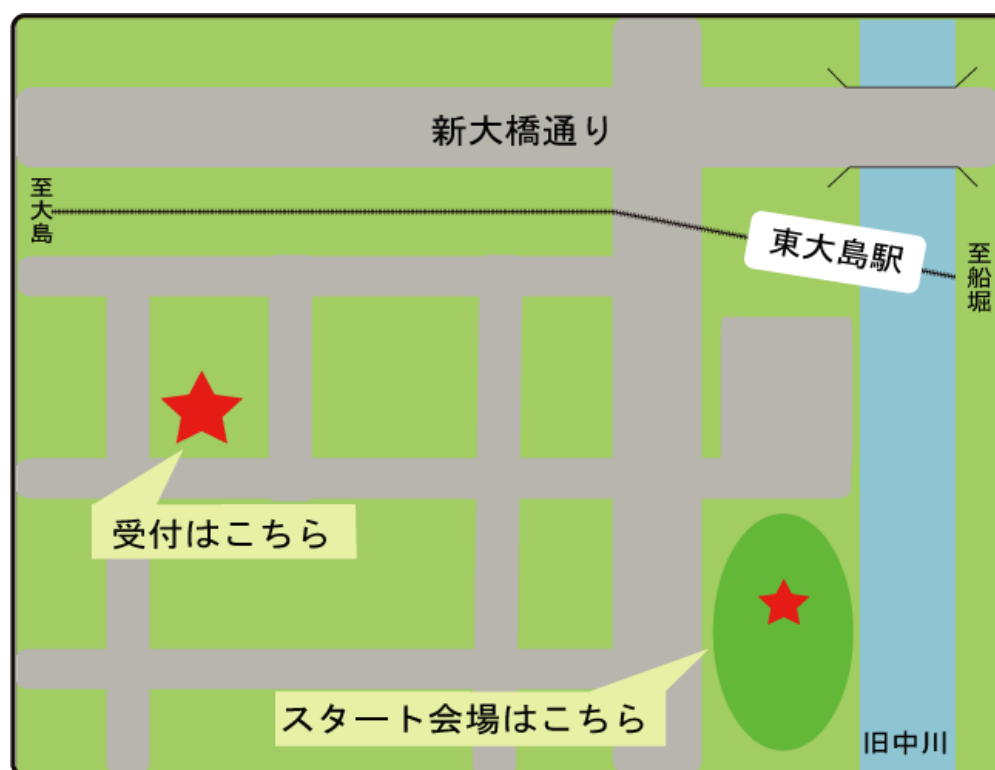 新大橋通り
至大島
東大島駅
至船堀
受付はこちら
スタート会場はこちら
旧中川